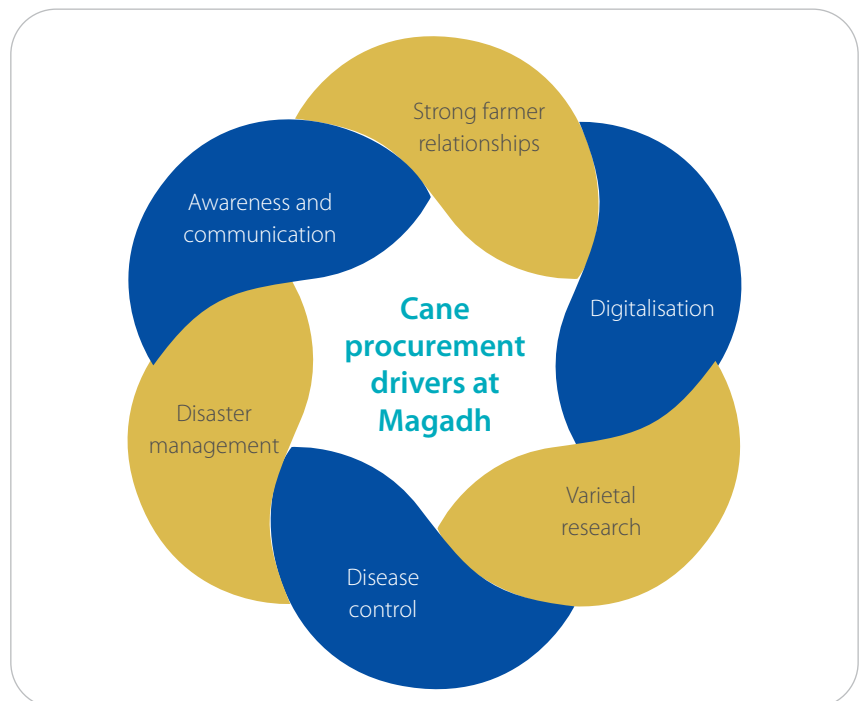 Strong farmer
relationships
Awareness and
communication
Digitalisation
Cane
procurement
drivers at
Magadh
Disaster
management
Varietal
research
Disease
control